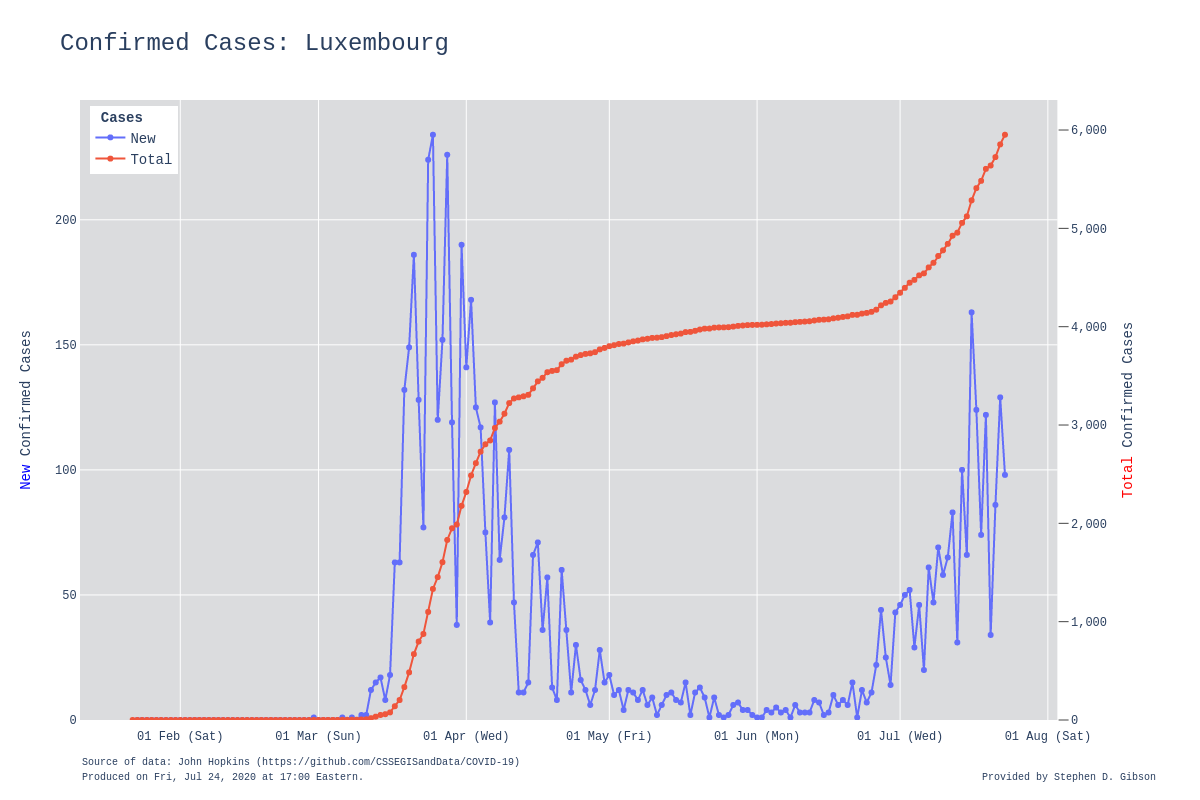 Confirmed Cases: Luxembourg
Cases
New
Total
200
150
100
50
0
6,000
5,000
4,000
3,000
2,000
1,000
0
New Confirmed Cases
Total Confirmed Cases
01 Feb (Sat)
01 Mar (Sun)
01 Apr (Wed)
01 May (Fri)
01 Jun (Mon)
01 Jul (Wed)
01 Aug (Sat)
Source of data: John Hopkins (https://github.com/CSSEGISandData/COVID-19)
Produced on Fri, Jul 24, 2020 at 17:00 Eastern.
Provided by Stephen D. Gibson